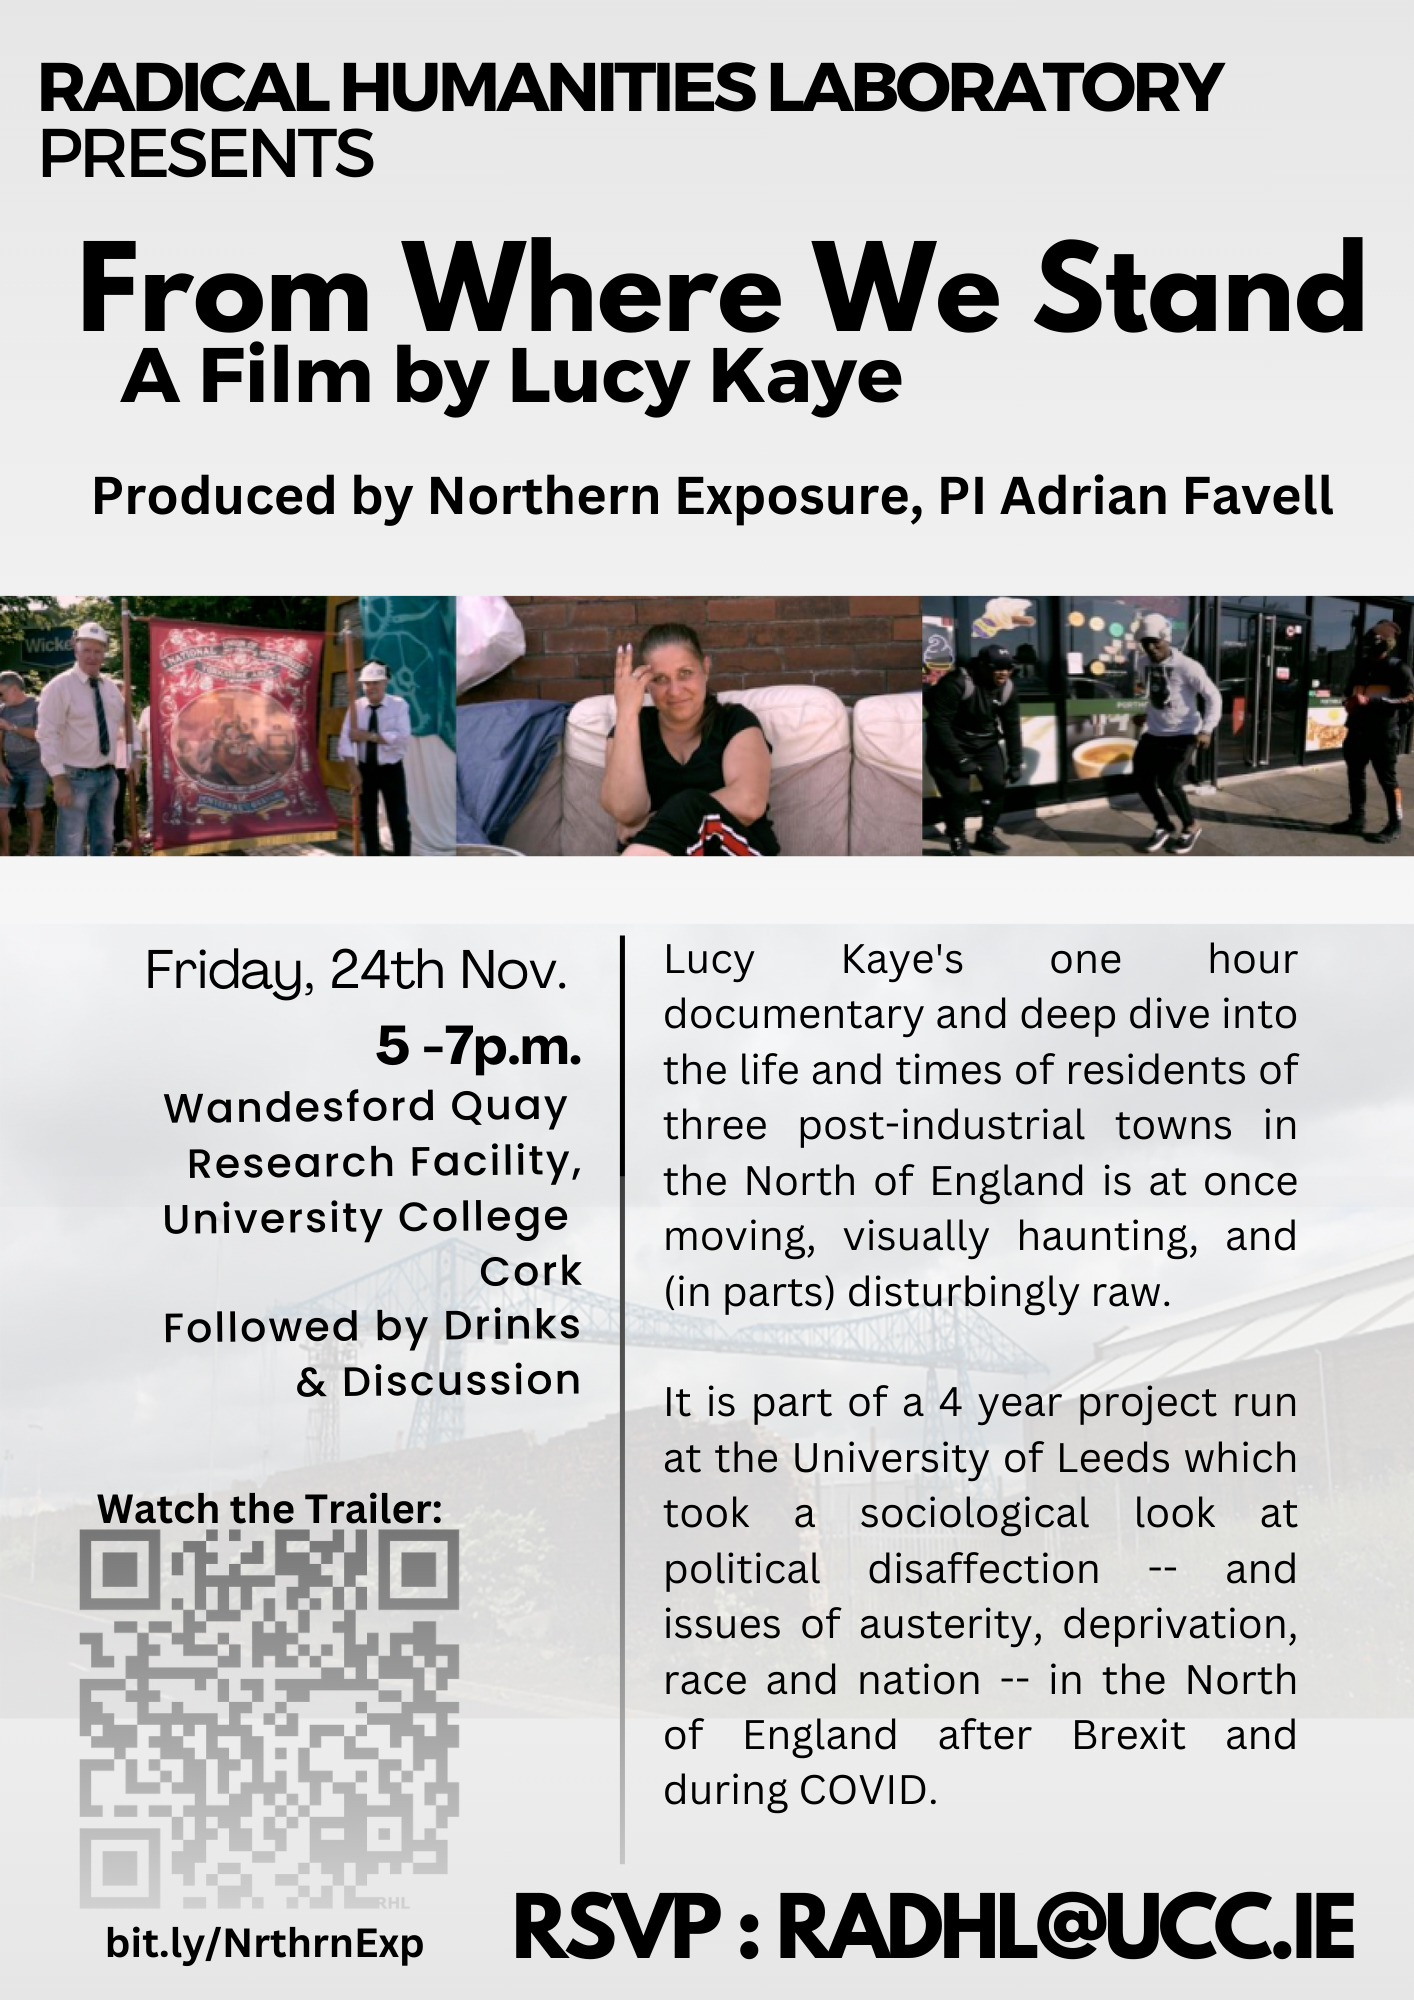 RADICAL HUMANITIES LABORATORY
PRESENTS
From Where We Stand
A Film by Lucy Kaye
Produced by Northern Exposure, PI Adrian Favell
Wicke
NATIONAL
Friday, 24th Nov.
5 -7p.m.
Wandesford Quay
Research Facility,
University College
Cork
Followed by Drinks
& Discussion
Watch the Trailer:
RHL
bit.ly/NrthrnExp
Lucy Kaye's one hour
documentary and deep dive into
the life and times of residents of
three post-industrial towns in
the North of England is at once
moving, visually haunting, and
(in parts) disturbingly raw.
It is part of a 4 year project run
at the University of Leeds which
took a sociological look at
political disaffection -- and
issues of austerity, deprivation,
race and nation -- in the North
of England after Brexit and
during COVID.
RSVP : RADHL@UCC.IE